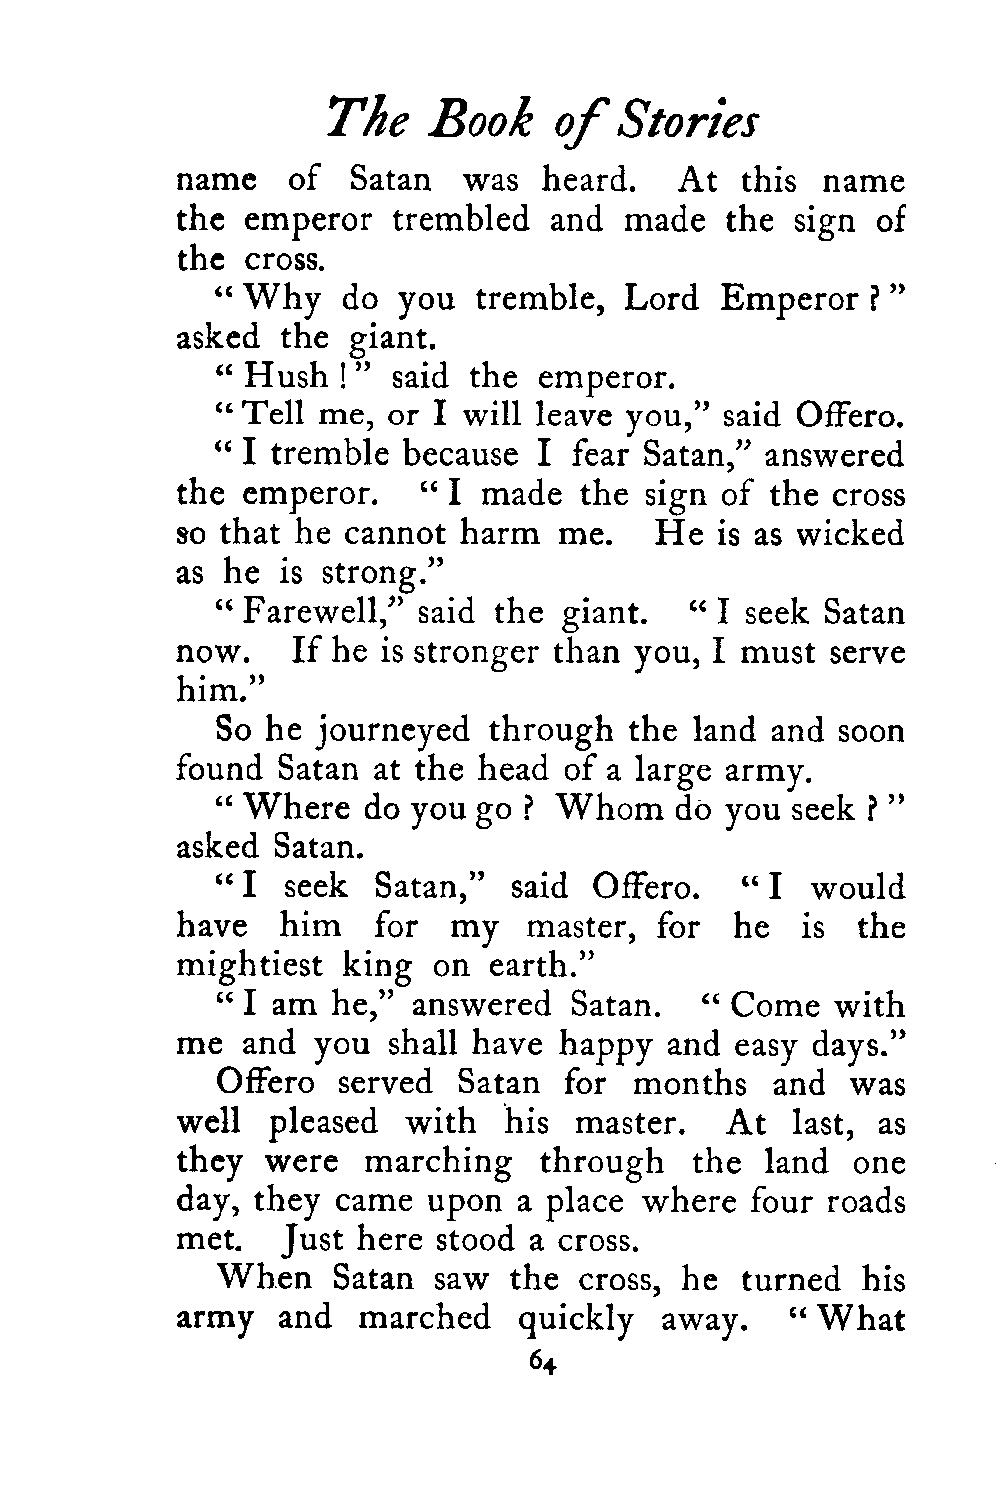 The Book of Stories
name of Satan was heard. At this name
the emperor trembled and made the sign of
the cross.
“ Why do you tremble, Lord Emperor ? ”
asked the giant.
“ Hush ! ” said the emperor.
“ Tell me, or I will leave you,” said Offero.
“ I tremble because I fear Satan,” answered
the emperor. “ I made the sign of the cross
so that he cannot harm me. He is as wicked
as he is strong.”
“ Farewell,” said the giant. “ I seek Satan
now. If he is stronger than you, I must serve
him.”
So he journeyed through the land and soon
found Satan at the head of a large army.
“ Where do you go ? Whom do you seek ? ”
asked Satan.
“ I seek Satan,” said Offero. “ I would
have him for my master, for he is the
mightiest king on earth.”
“ I am he,” answered Satan. “ Come with
me and you shall have happy and easy days.”
Offero served Satan for months and was
well pleased with his master. At last, as
they were marching through the land one
day, they came upon a place where four roads
met. Just here stood a cross.
When Satan saw the cross, he turned his
army and marched quickly away. “ What
64